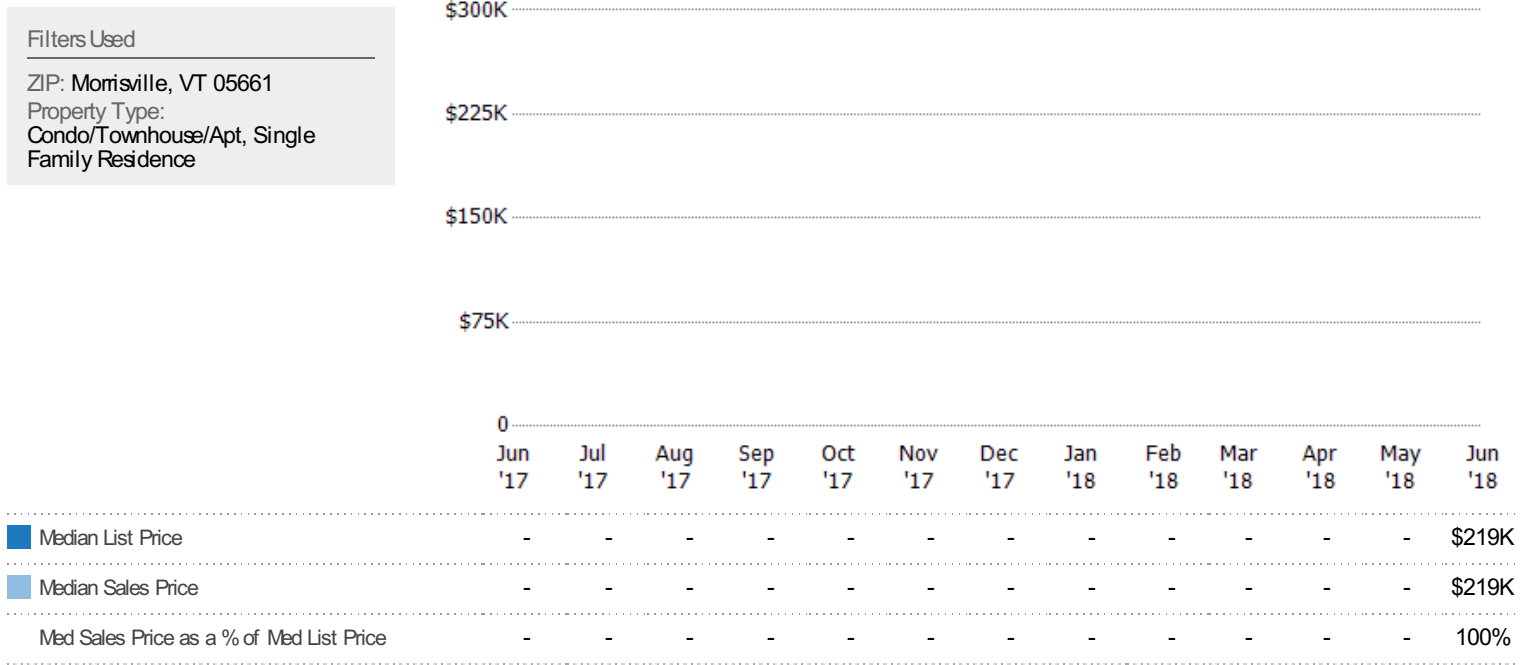 Filters Used
ZIP: Morrisville, VT 05661
Property Type:
Condo/Townhouse/Apt, Single
Family Residence
$300K
$225K
$150K
$75K
0
Jun Jul Aug Sep Oct Nov Dec Jan Feb Mar Apr May Jun
'17 '17 '17 '17 '17 '17 '17 '18 '18 '18 '18 '18 '18
Median List Price - - - - - - - - - - - - $219K
Median Sales Price - - - - - - - - - - - - $219K
Med Sales Price as a % of Med List Price - - - - - - - - - - - - 100%